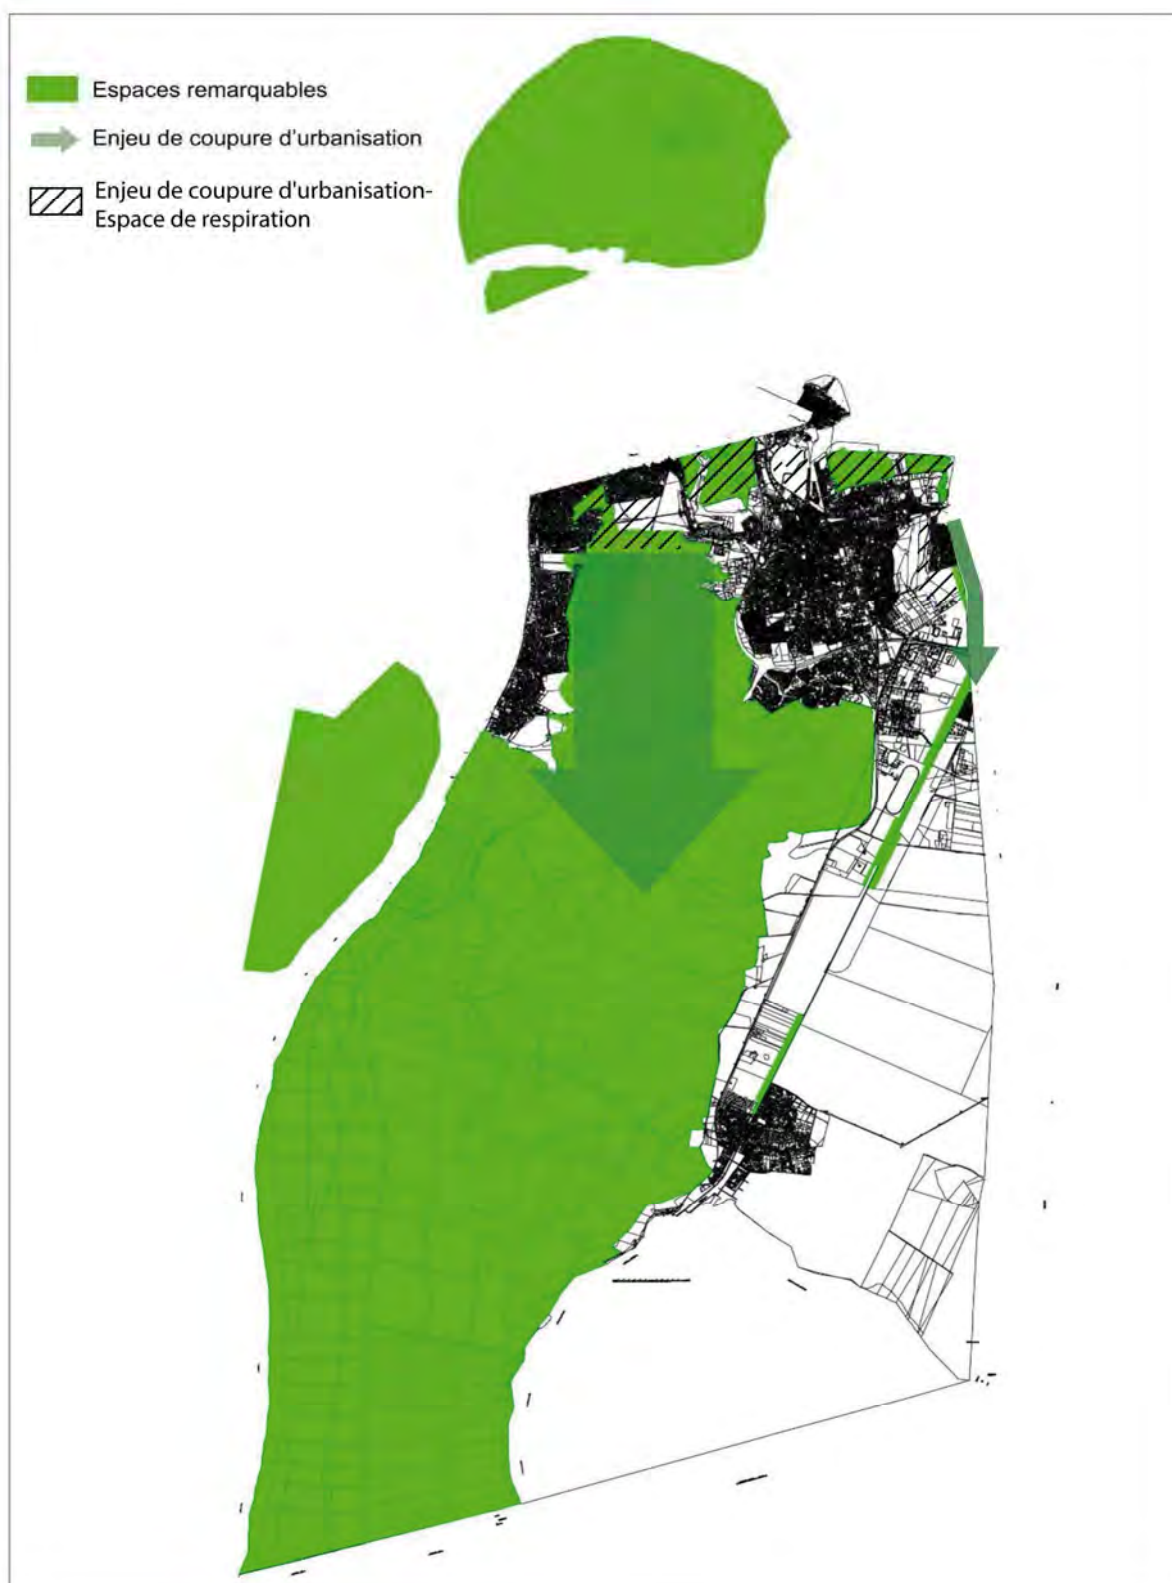 Espaces remarquables
Enjeu de coupure d'urbanisation
Enjeu de coupure d'urbanisation-
Espace de respiration